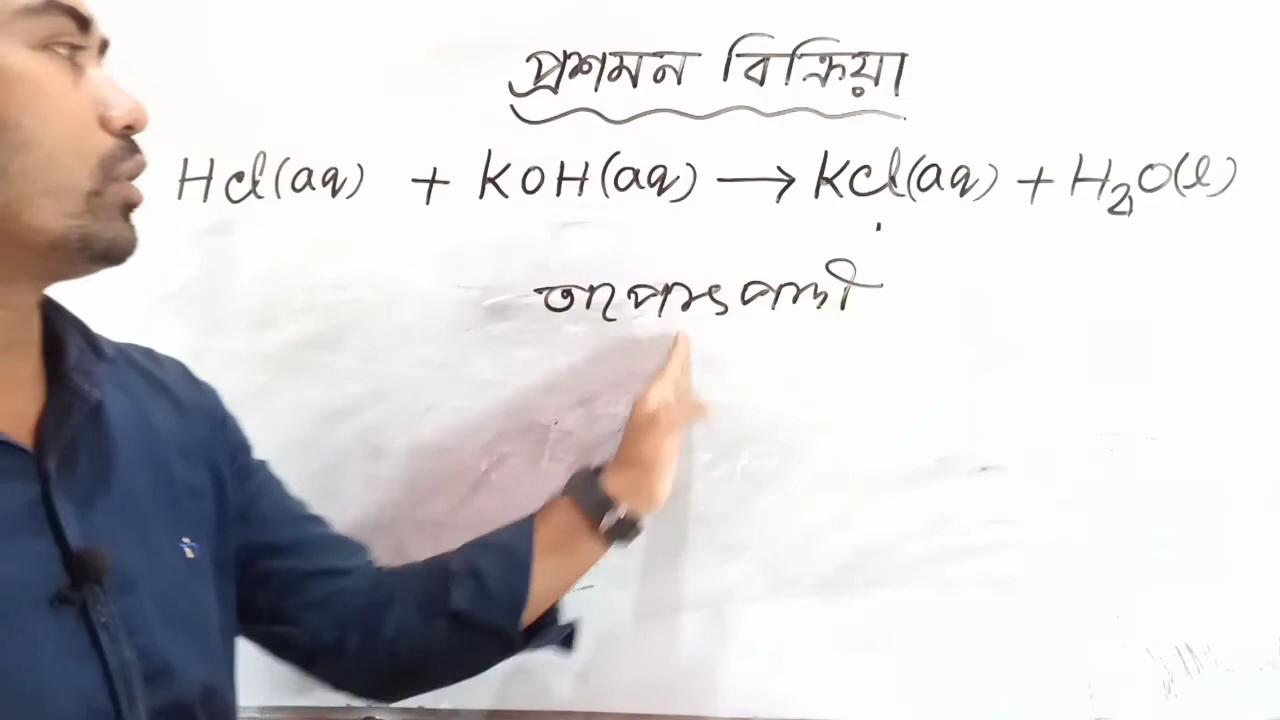 প্রশমন বিক্রিয়া
HCl(aq) + KOH(aq) → KCl(aq) + H₂O(l)
তাপোৎপাদী